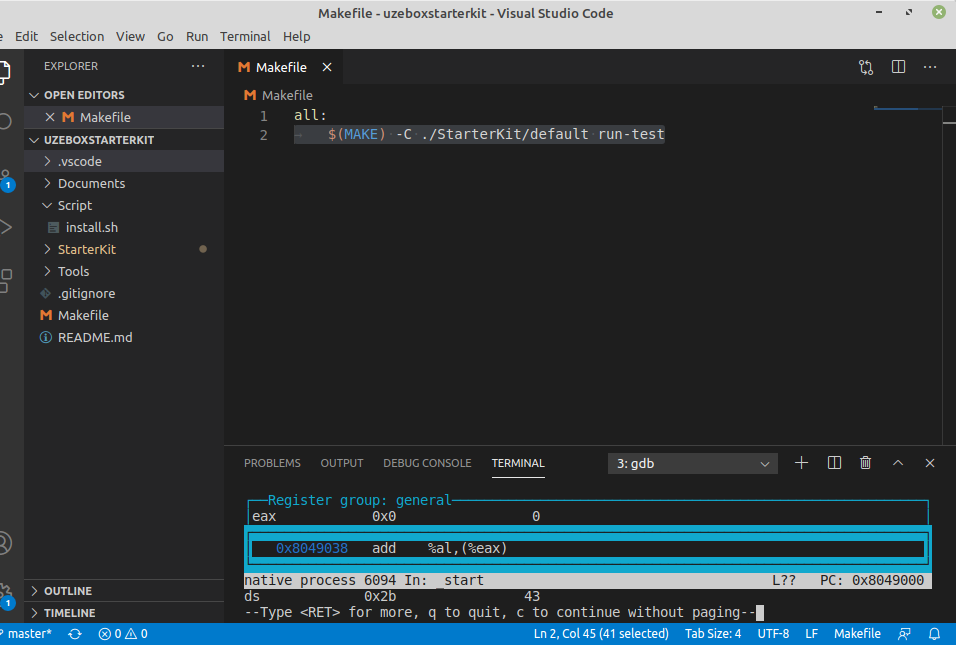 Makefile - uzeboxstarterkit - Visual Studio Code
Edit Selection View Go Run Terminal Help
EXPLORER
OPEN EDITORS
Makefile
UZEBOXSTARTERKIT
.vscode
Documents
Script
install.sh
StarterKit
Tools
.gitignore
Makefile
README.md
OUTLINE
TIMELINE
1
1
Makefile
Makefile
1 all:
2 $(MAKE) -C ./StarterKit/default run-test
PROBLEMS OUTPUT DEBUG CONSOLE TERMINAL 3: gdb
Register group: general
eax 0x0 0
0x8049038 add %al,(%eax)
native process 6094 In: _start L?? PC: 0x8049000
ds 0x2b 43
--Type <RET> for more, q to quit, c to continue without paging--
master* 0 0 Ln 2, Col 45 (41 selected) Tab Size: 4 UTF-8 LF Makefile